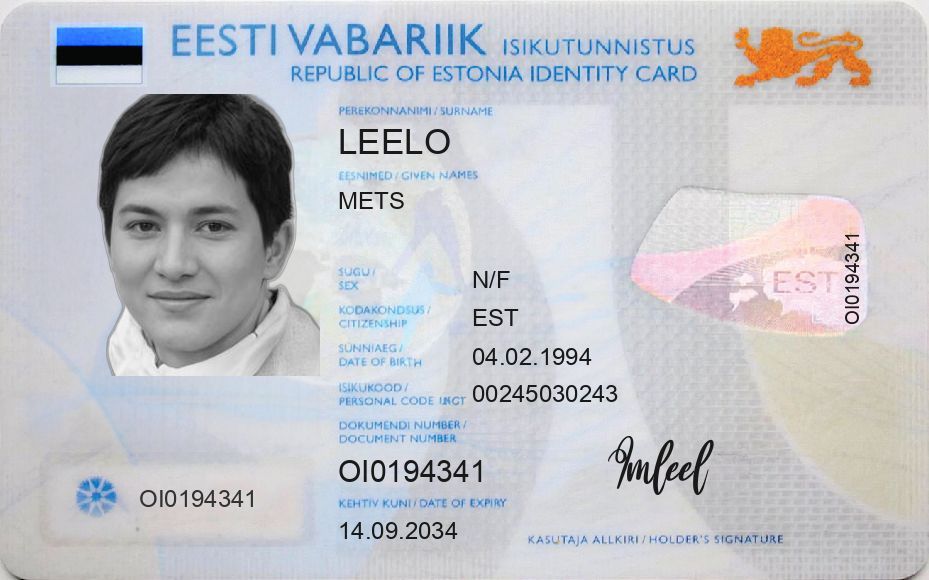 EESTI VABARIIK ISIKUTUNNISTUS
REPUBLIC OF ESTONIA IDENTITY CARD
PEREKONNANIMI / SURNAME
LEELO
EESNIMED / GIVEN NAMES
METS
SUGU / SEX
N/F
KODAKONDSUS / CITIZENSHIP
EST
SÜNNIAEG / DATE OF BIRTH
04.02.1994
ISIKUKOOD / PERSONAL CODE
00245030243
DOKUMENDI NUMBER / DOCUMENT NUMBER
OI0194341
KEHTIV KUNI / DATE OF EXPIRY
14.09.2034
OI0194341
EST
OI0194341
KASUTAJA ALLKIRI / HOLDER'S SIGNATURE